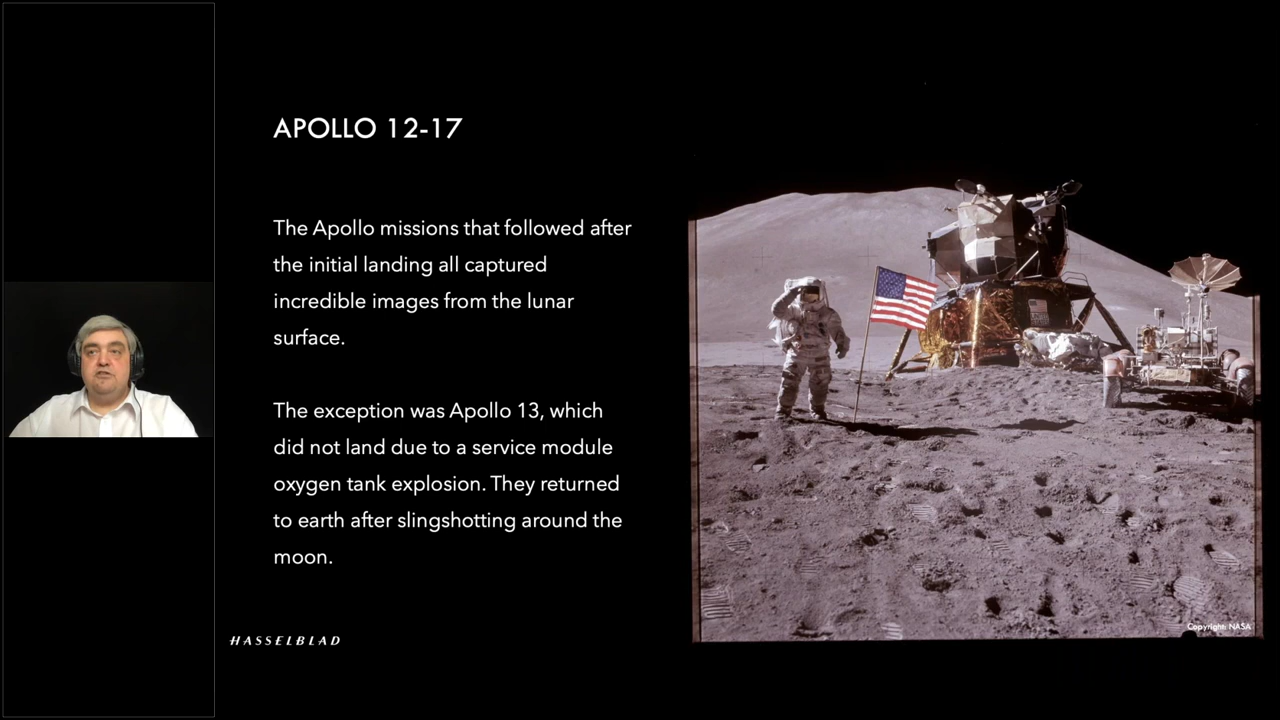 APOLLO 12-17
The Apollo missions that followed after
the initial landing all captured
incredible images from the lunar
surface.
The exception was Apollo 13, which
did not land due to a service module
oxygen tank explosion. They returned
to earth after slingshotting around the
moon.
HASSELBLAD
Copyright: NASA